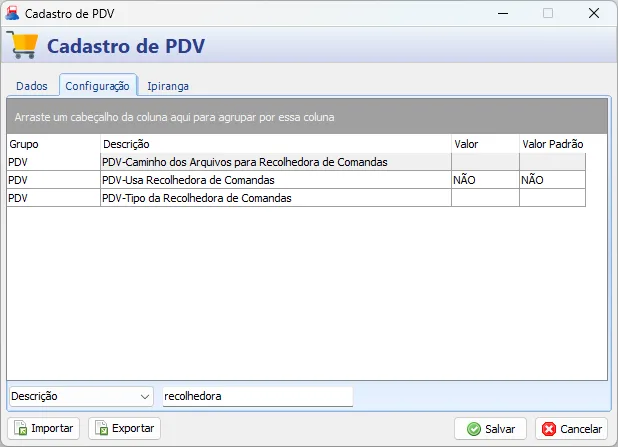 Cadastro de PDV
Cadastro de PDV
Dados Configuração Ipiranga
Arraste um cabeçalho da coluna aqui para agrupar por essa coluna
Grupo Descrição Valor Valor Padrão
PDV PDV-Caminho dos Arquivos para Recolhedora de Comandas
PDV PDV-Usa Recolhedora de Comandas NÃO NÃO
PDV PDV-Tipo da Recolhedora de Comandas
Descrição recolhedora
Importar Exportar Salvar Cancelar